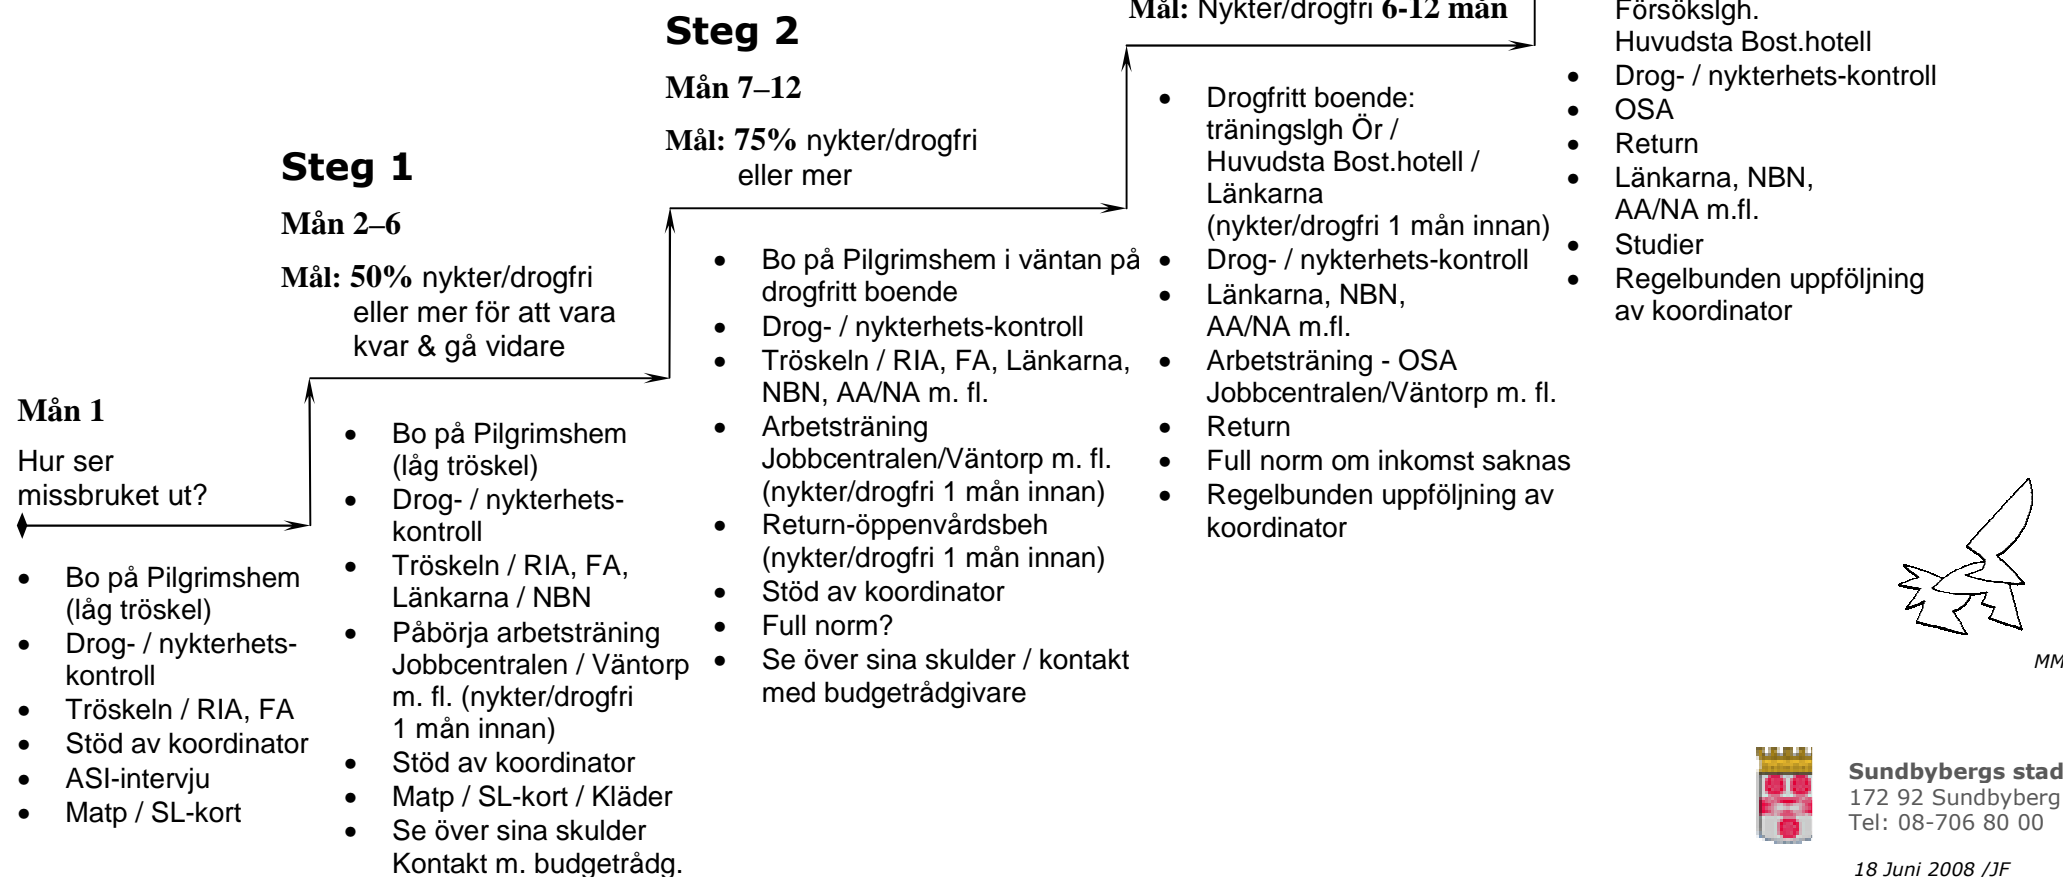 Mån 1
Hur ser
missbruket ut?
• Bo på Pilgrimshem
(låg tröskel)
• Drog- / nykterhets-
kontroll
• Tröskeln / RIA, FA
• Stöd av koordinator
• ASI-intervju
• Matp / SL-kort
Steg 1
Mån 2–6
Mål: 50% nykter/drogfri
eller mer för att vara
kvar & gå vidare
• Bo på Pilgrimshem
(låg tröskel)
• Drog- / nykterhets-
kontroll
• Tröskeln / RIA, FA,
Länkarna / NBN
• Påbörja arbetsträning
Jobbcentralen / Väntorp
m. fl. (nykter/drogfri
1 mån innan)
• Stöd av koordinator
• Matp / SL-kort / Kläder
• Se över sina skulder
Kontakt m. budgetrådg.
Steg 2
Mån 7–12
Mål: 75% nykter/drogfri
eller mer
• Bo på Pilgrimshem i väntan på
drogfritt boende
• Drog- / nykterhets-kontroll
• Tröskeln / RIA, FA, Länkarna,
NBN, AA/NA m. fl.
• Arbetsträning
Jobbcentralen/Väntorp m. fl.
(nykter/drogfri 1 mån innan)
• Return-öppenvårdsbeh
(nykter/drogfri 1 mån innan)
• Stöd av koordinator
• Full norm?
• Se över sina skulder / kontakt
med budgetrådgivare
Mål: Nykter/drogfri 6-12 mån
• Drogfritt boende:
träningslgh Ör /
Huvudsta Bost.hotell /
Länkarna
(nykter/drogfri 1 mån innan)
• Drog- / nykterhets-kontroll
• Länkarna, NBN,
AA/NA m.fl.
• Arbetsträning - OSA
Jobbcentralen/Väntorp m. fl.
• Return
• Full norm om inkomst saknas
• Regelbunden uppföljning av
koordinator
Försökslgh.
Huvudsta Bost.hotell
• Drog- / nykterhets-kontroll
• OSA
• Return
• Länkarna, NBN,
AA/NA m.fl.
• Studier
• Regelbunden uppföljning
av koordinator
MM
Sundbybergs stad
172 92 Sundbyberg
Tel: 08-706 80 00
18 Juni 2008 /JF